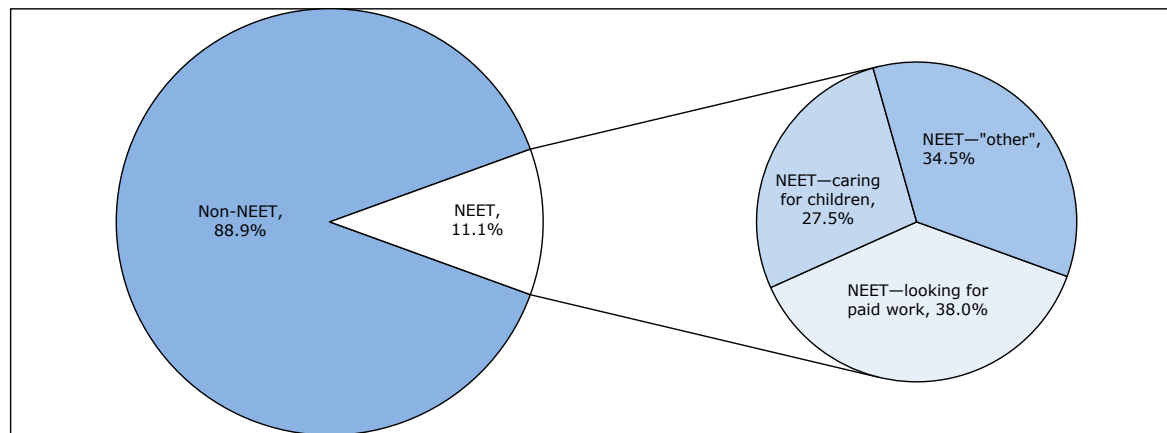 Non-NEET,
88.9%
NEET,
11.1%
NEET—"other",
34.5%
NEET—caring
for children,
27.5%
NEET—looking for
paid work, 38.0%